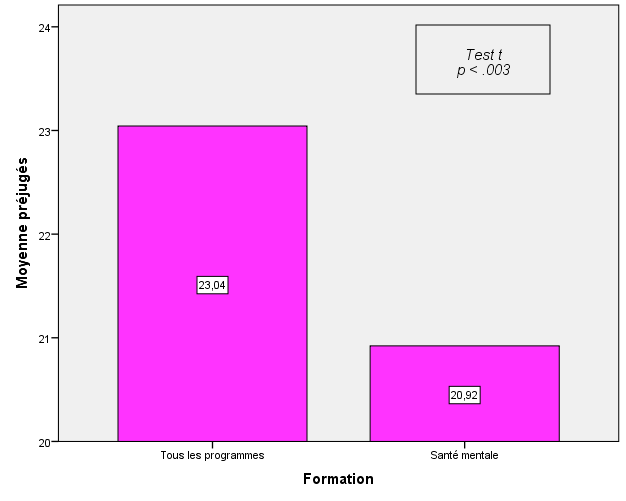 24
Test t
p < .003
23
Moyenne préjugés
22
23,04
21
20,92
20
Tous les programmes
Santé mentale
Formation